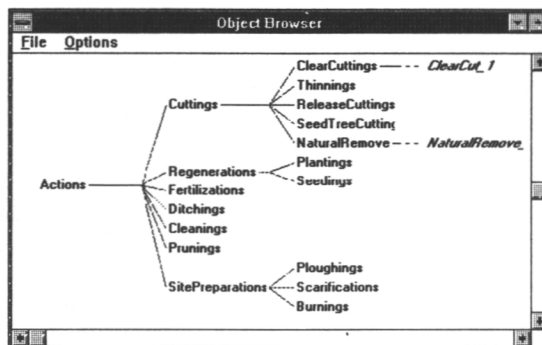 Object Browser
File Options
ClearCuttings ClearCut_1
Thinnings
Cuttings ReleaseCuttings
SeedTreeCutting
NaturalRemove NaturalRemove_
Regenerations Plantings
Seedings
Actions Fertilizations
Ditchings
Cleanings
Prunings
Ploughings
SitePreparations Scarifications
Burnings